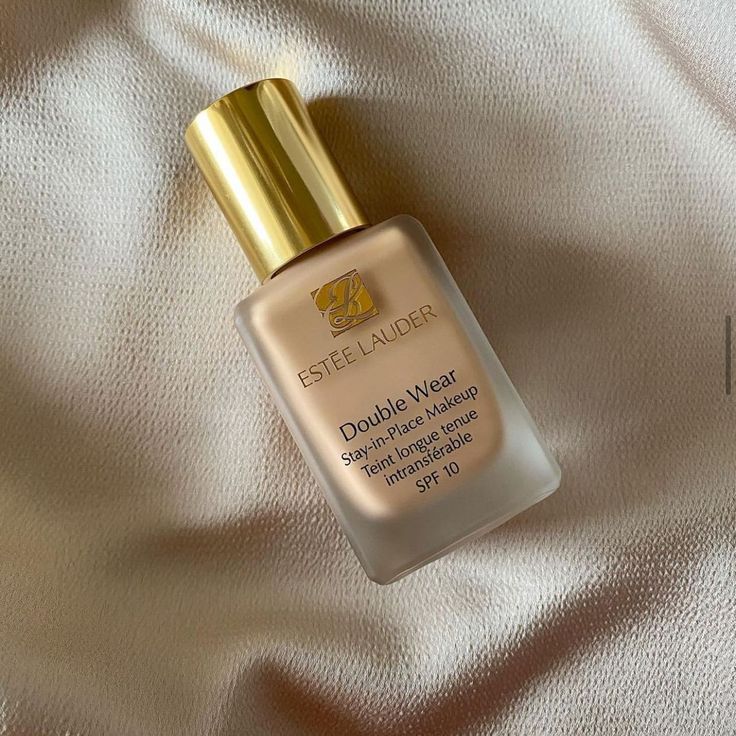 ESTĒE LAUDER
Double Wear
Stay-in-Place Makeup
Teint longue tenue
intransférable
SPF 10